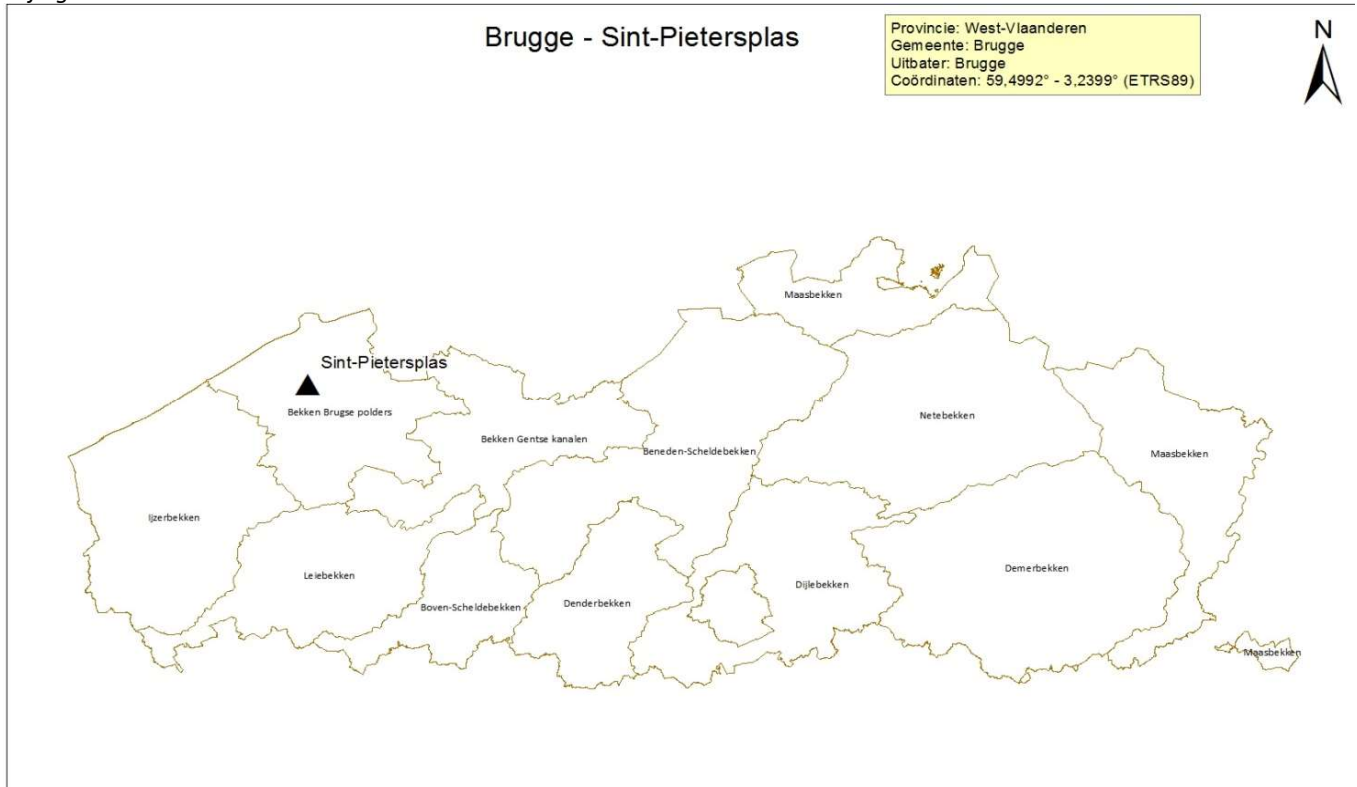 Brugge - Sint-Pietersplas
Provincie: West-Vlaanderen
Gemeente: Brugge
Uitbater: Brugge
Coördinaten: 59,4992° - 3,2399° (ETRS89)
N
Maasbekken
Sint-Pietersplas
Bekken Brugse polders
Bekken Gentse kanalen
Netebekken
Beneden-Scheldebekken
Maasbekken
Ijzerbekken
Leiebekken
Boven-Scheldebekken
Denderbekken
Dijlebekken
Demerbekken
Maasbekken